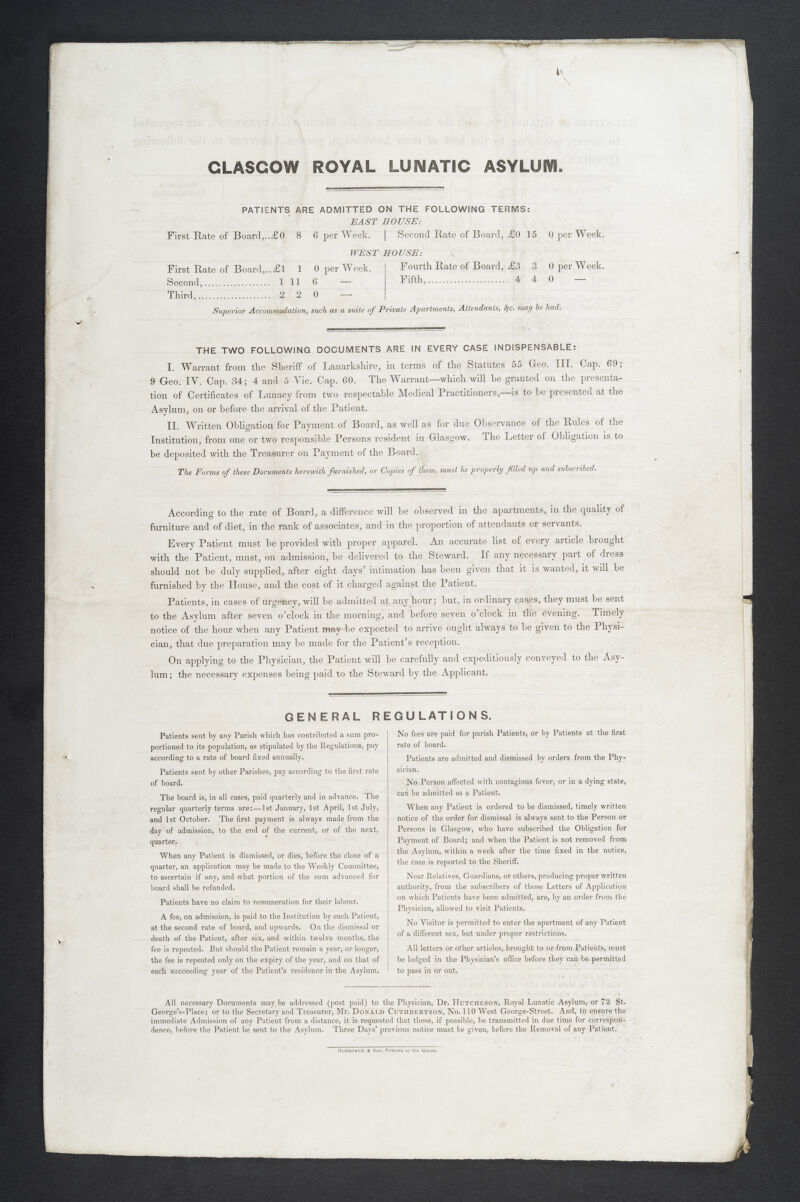 GLASGOW ROYAL LUNATIC ASYLUM.
PATIENTS ARE ADMITTED ON THE FOLLOWING TERMS:
EAST HOUSE:
First Rate of Board,..£0 8 6 per Week. | Second Rate of Board, £0 15 0 per Week.
WEST HOUSE:
First Rate of Board,..£1 1 0 per Week.
Second,................... 1 11 6 —
Third,..................... 2 2 0 —
Fourth Rate of Board, £3 3 0 per Week.
Fifth,....................... 4 4 0 —
Superior Accommodation, such as a suite of Private Apartments, Attendants, &c. may be had.
THE TWO FOLLOWING DOCUMENTS ARE IN EVERY CASE INDISPENSABLE:
I. Warrant from the Sheriff of Lanarkshire, in terms of the Statutes 55 Geo. III. Cap. 69;
9 Geo. IV. Cap. 34; 4 and 5 Vic. Cap. 60. The Warrant—which will be granted on the presenta-
tion of Certificates of Lunacy from two respectable Medical Practitioners,—is to be presented at the
Asylum, on or before the arrival of the Patient.
II. Written Obligation for Payment of Board, as well as for due Observance of the Rules of the
Institution, from one or two responsible Persons resident in Glasgow. The Letter of Obligation is to
be deposited with the Treasurer on Payment of the Board.
The Forms of these Documents herewith furnished, or Copies of them, must be properly filled up and subscribed.
According to the rate of Board, a difference will be observed in the apartments, in the quality of
furniture and of diet, in the rank of associates, and in the proportion of attendants or servants.
Every Patient must be provided with proper apparel. An accurate list of every article brought
with the Patient, must, on admission, be delivered to the Steward. If any necessary part of dress
should not be duly supplied, after eight days' intimation has been given that it is wanted, it will be
furnished by the House, and the cost of it charged against the Patient.
Patients, in cases of urgency, will be admitted at any hour; but, in ordinary cases, they must be sent
to the Asylum after seven o'clock in the morning, and before seven o'clock in the evening. Timely
notice of the hour when any Patient may be expected to arrive ought always to be given to the Physi-
cian, that due preparation may be made for the Patient's reception.
On applying to the Physician, the Patient will be carefully and expeditiously conveyed to the Asy-
lum; the necessary expenses being paid to the Steward by the Applicant.
GENERAL REGULATIONS.
Patients sent by any Parish which has contributed a sum pro-
portioned to its population, as stipulated by the Regulations, pay
according to a rate of board fixed annually.
Patients sent by other Parishes, pay according to the first rate
of board.
The board is, in all cases, paid quarterly and in advance. The
regular quarterly terms are:—1st January, 1st April, 1st July,
and 1st October. The first payment is always made from the
day of admission, to the end of the current, or of the next,
quarter.
When any Patient is dismissed, or dies, before the close of a
quarter, an application may be made to the Weekly Committee,
to ascertain if any, and what portion of the sum advanced for
board shall be refunded.
Patients have no claim to remuneration for their labour.
A fee, on admission, is paid to the Institution by each Patient,
at the second rate of board, and upwards. On the dismissal or
death of the Patient, after six, and within twelve months, the
fee is repeated. But should the Patient remain a year, or longer,
the fee is repeated only on the expiry of the year, and on that of
each succeeding year of the Patient's residence in the Asylum.
No fees are paid for parish Patients, or by Patients at the first
rate of board.
Patients are admitted and dismissed by orders from the Phy-
sician.
No Person affected with contagious fever, or in a dying state,
can be admitted as a Patient.
When any Patient is ordered to be dismissed, timely written
notice of the order for dismissal is always sent to the Person or
Persons in Glasgow, who have subscribed the Obligation for
Payment of Board; and when the Patient is not removed from
the Asylum, within a week after the time fixed in the notice,
the case is reported to the Sheriff.
Near Relatives, Guardians, or others, producing proper written
authority, from the subscribers of those Letters of Application
on which Patients have been admitted, are, by an order from the
Physician, allowed to visit Patients.
No Visitor is permitted to enter the apartment of any Patient
of a different sex, but under proper restrictions.
All letters or other articles, brought to or from Patients, must
be lodged in the Physician's office before they can be permitted
to pass in or out.
All necessary Documents may be addressed (post paid) to the Physician, Dr. HUTCHESON, Royal Lunatic Asylum, or 72 St.
George's-Place; or to the Secretary and Treasurer, Mr. DONALD CUTHBERTSON, No. 110 West George-Street. And, to ensure the
immediate Admission of any Patient from a distance, it is requested that these, if possible, be transmitted in due time for correspon-
dence, before the Patient be sent to the Asylum. Three Days' previous notice must be given, before the Removal of any Patient.
Hedderwick & Son, Printers to the Queen.